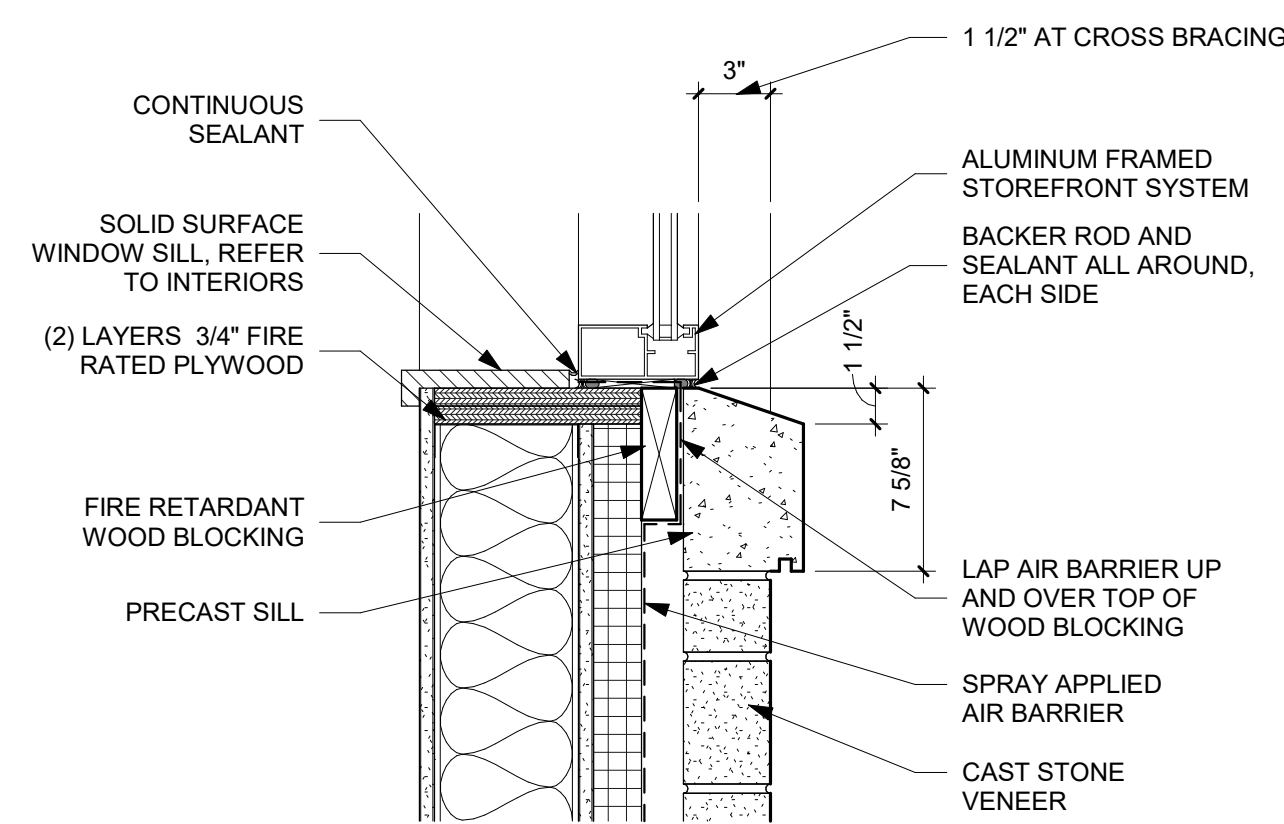 1 1/2" AT CROSS BRACING
3"
CONTINUOUS
SEALANT
ALUMINUM FRAMED
STOREFRONT SYSTEM
SOLID SURFACE
WINDOW SILL, REFER
TO INTERIORS
BACKER ROD AND
SEALANT ALL AROUND,
EACH SIDE
(2) LAYERS 3/4" FIRE
RATED PLYWOOD
1 1/2"
7 5/8"
FIRE RETARDANT
WOOD BLOCKING
LAP AIR BARRIER UP
AND OVER TOP OF
WOOD BLOCKING
PRECAST SILL
SPRAY APPLIED
AIR BARRIER
CAST STONE
VENEER